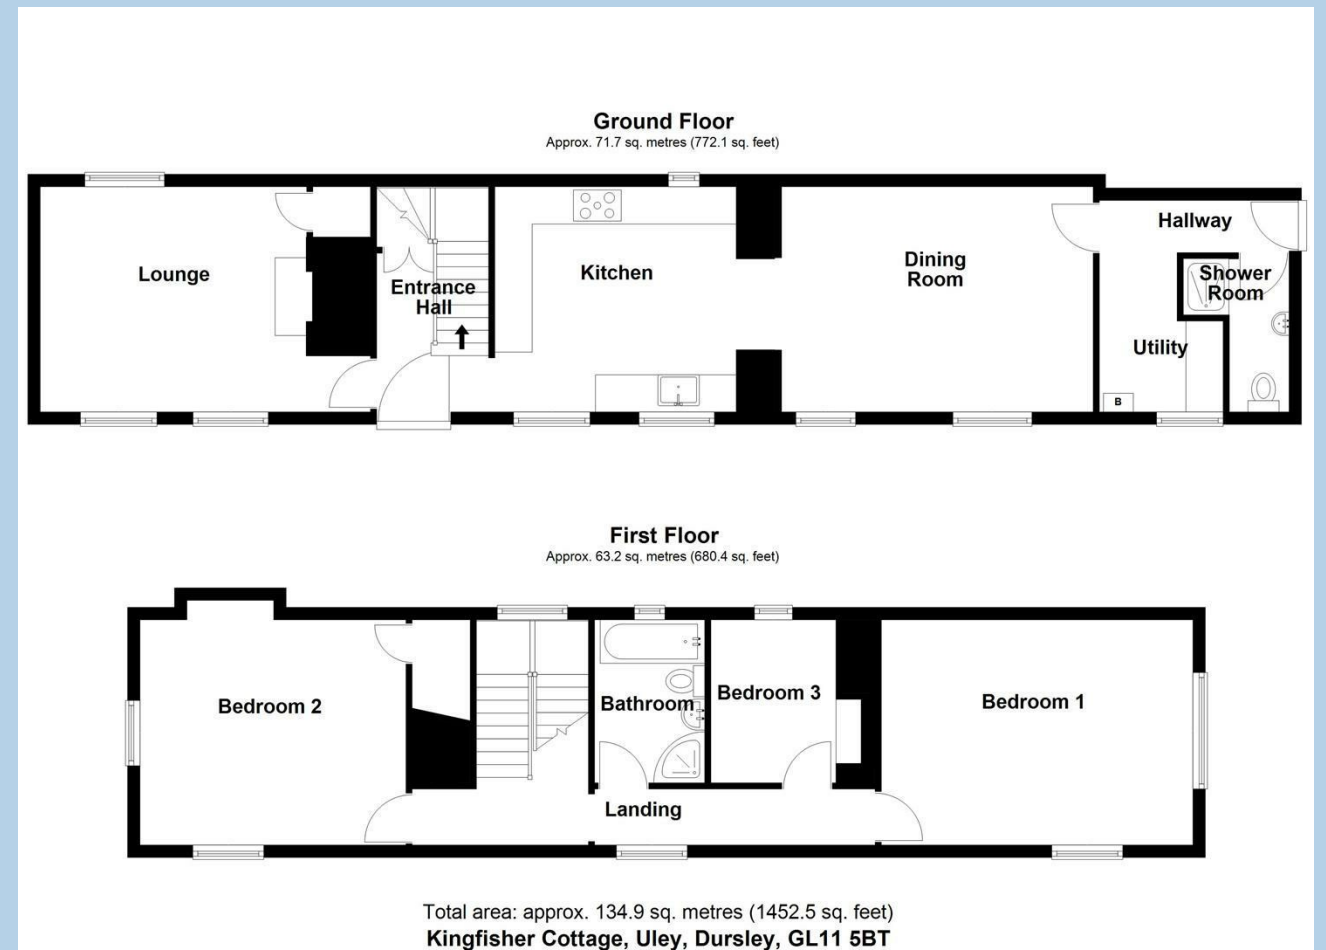 Ground Floor
Approx. 71.7 sq. metres (772.1 sq. feet)
Lounge
Entrance
Hall
Kitchen
Dining
Room
Hallway
Shower
Room
Utility
B
First Floor
Approx. 63.2 sq. metres (680.4 sq. feet)
Bedroom 2
Bathroom
Bedroom 3
Bedroom 1
Landing
Total area: approx. 134.9 sq. metres (1452.5 sq. feet)
Kingfisher Cottage, Uley, Dursley, GL11 5BT